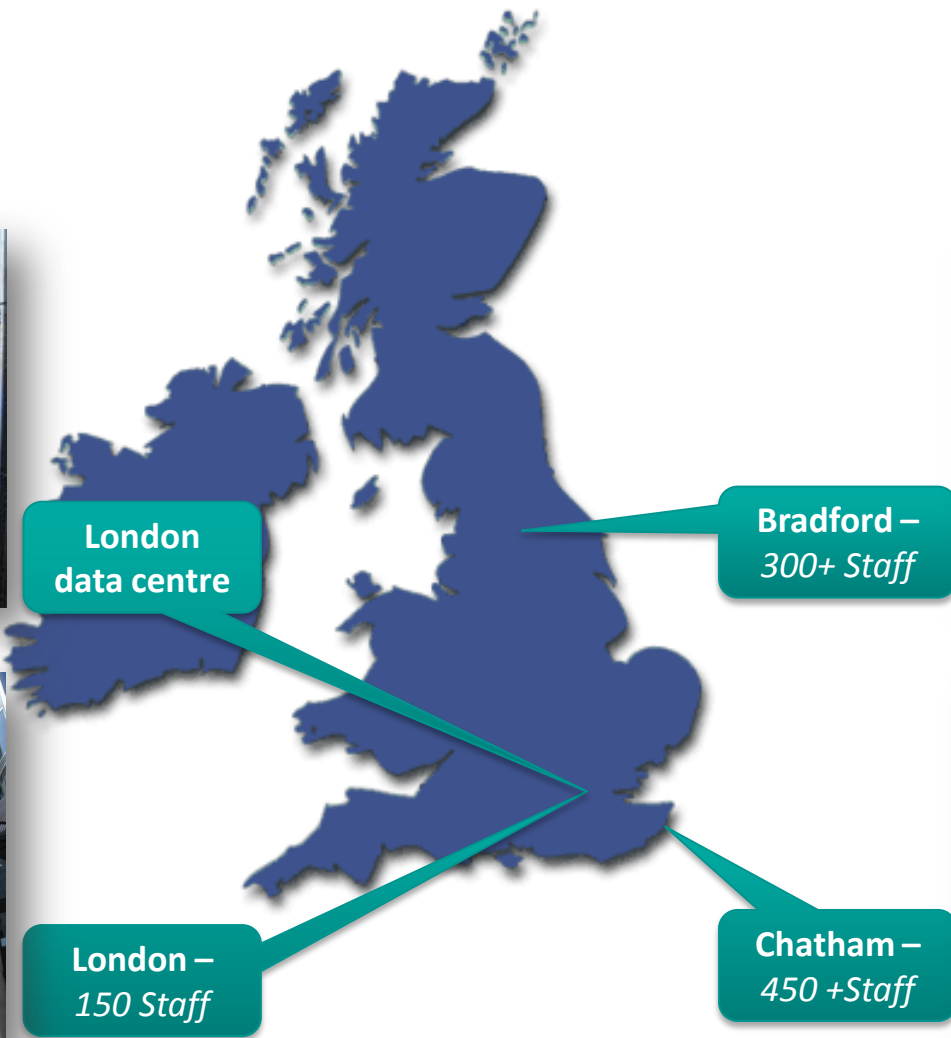 London
data centre
Bradford –
300+ Staff
London –
150 Staff
Chatham –
450 +Staff